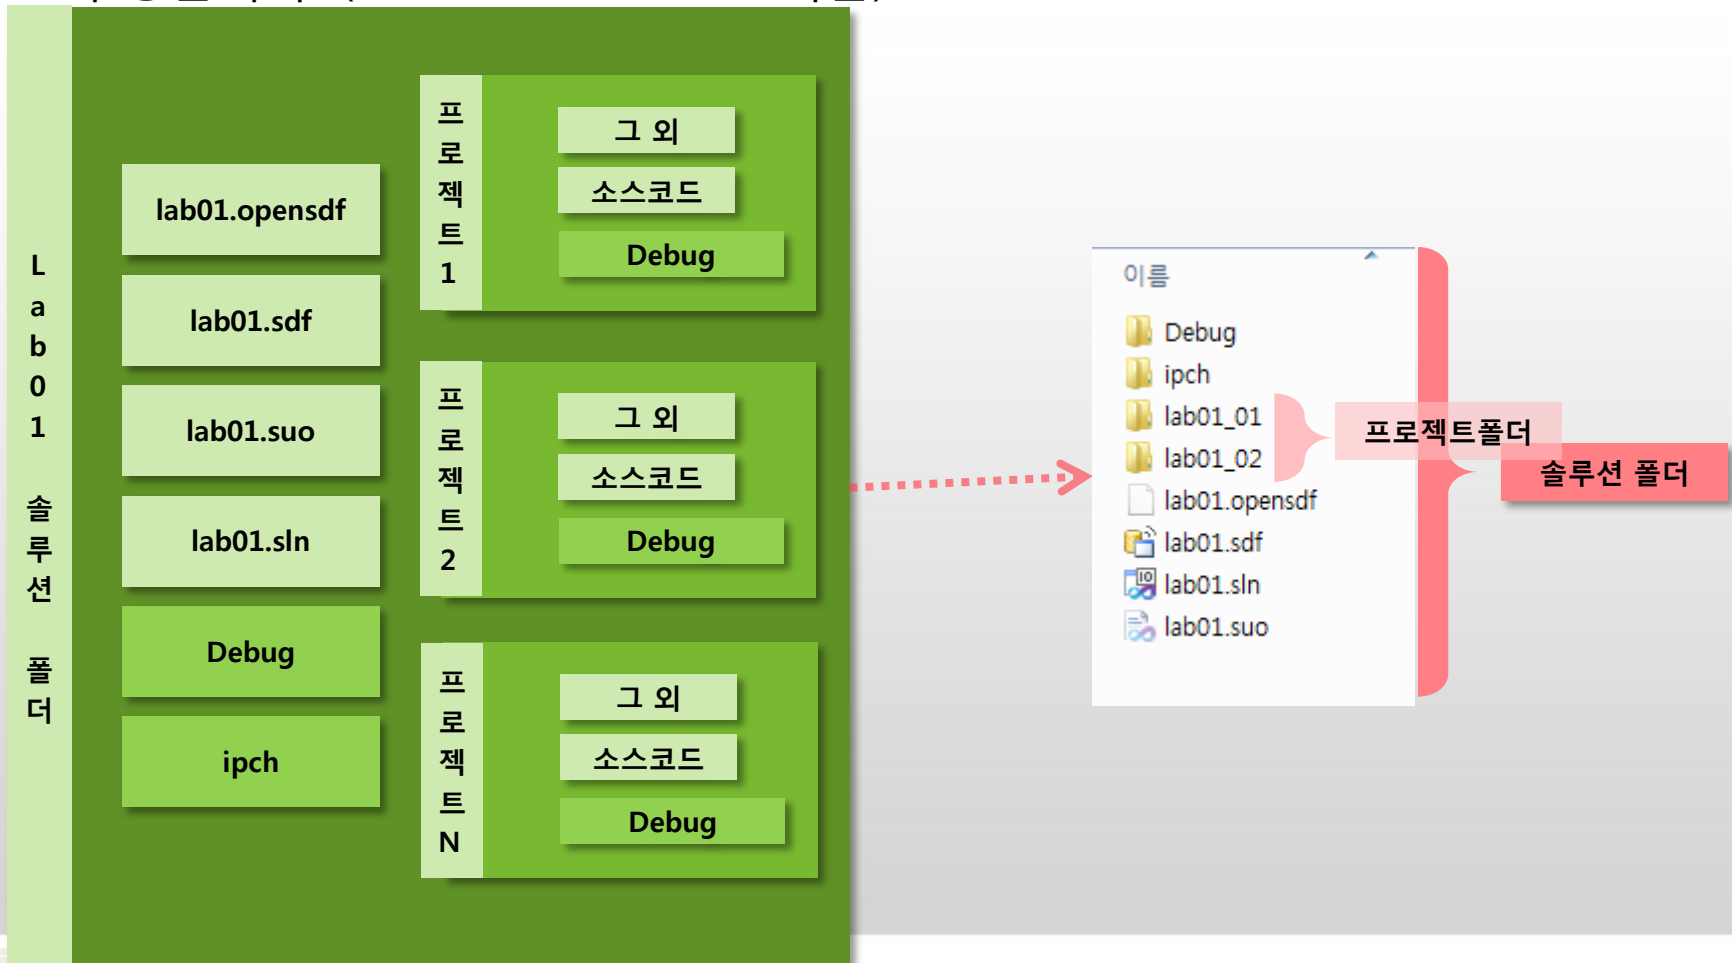 Lab01 솔루션 폴더
lab01.opensdf
lab01.sdf
lab01.suo
lab01.sln
Debug
ipch
프로젝트1
그 외
소스코드
Debug
프로젝트2
그 외
소스코드
Debug
프로젝트N
그 외
소스코드
Debug
이름
Debug
ipch
lab01_01
lab01_02
lab01.opensdf
lab01.sdf
lab01.sln
lab01.suo
프로젝트폴더
솔루션 폴더